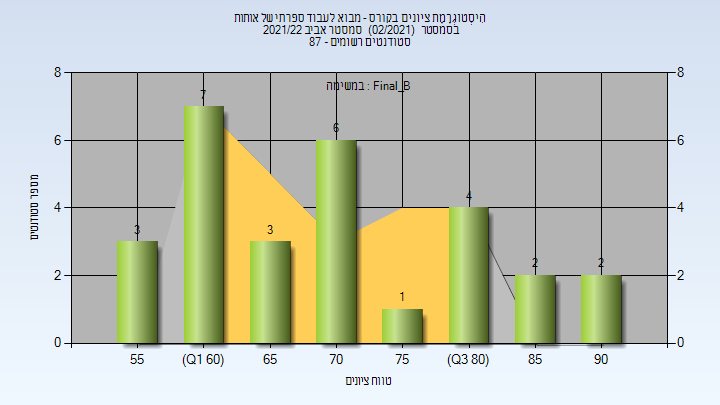 היסטוגרמת ציונים בקורס - מבוא לעבוד ספרתי של אותות
בסמסטר (02/2021) סמסטר אביב 2021/22
סטודנטים רשומים - 87
במשימה : Final_B
8 8
7
6 6
6
4 4
4
3 3
2 2
2 2
1
0 0
55 (Q1 60) 65 70 75 (Q3 80) 85 90
מספר סטודנטים
טווח ציונים